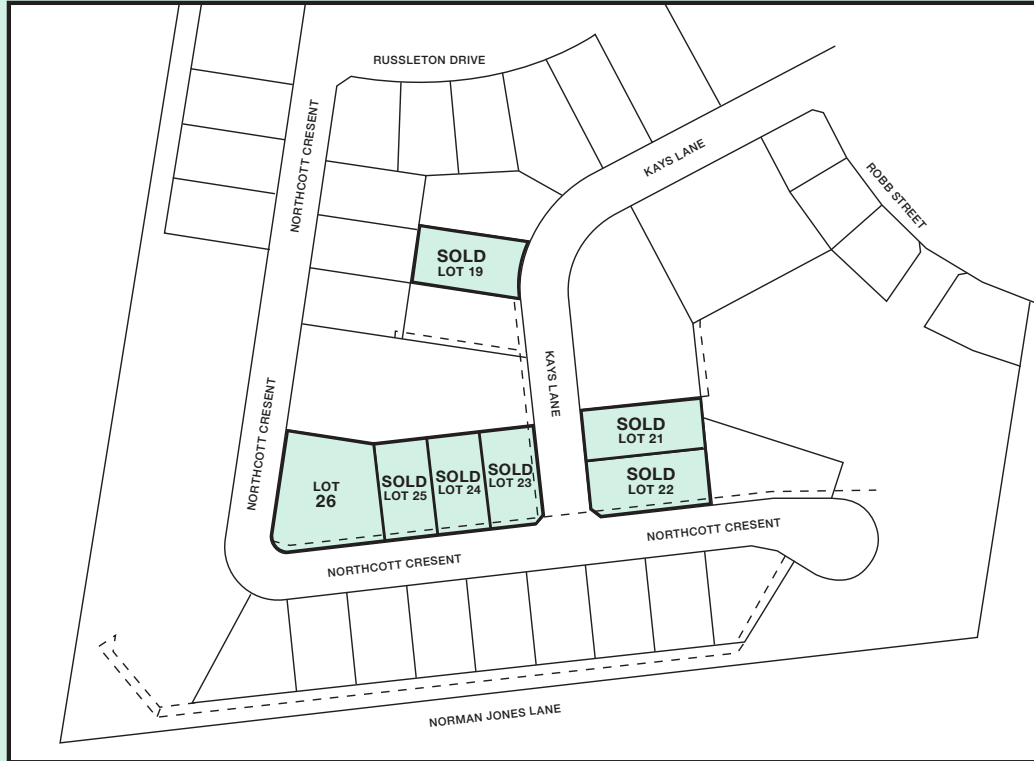 RUSSLETON DRIVE
NORTHCOTT CRESENT
KAYS LANE
ROBB STREET
SOLD
LOT 19
KAYS LANE
NORTHCOTT CRESENT
SOLD
LOT 21
SOLD
LOT 22
LOT
26
SOLD
LOT 25
SOLD
LOT 24
SOLD
LOT 23
NORTHCOTT CRESENT
NORTHCOTT CRESENT
NORMAN JONES LANE